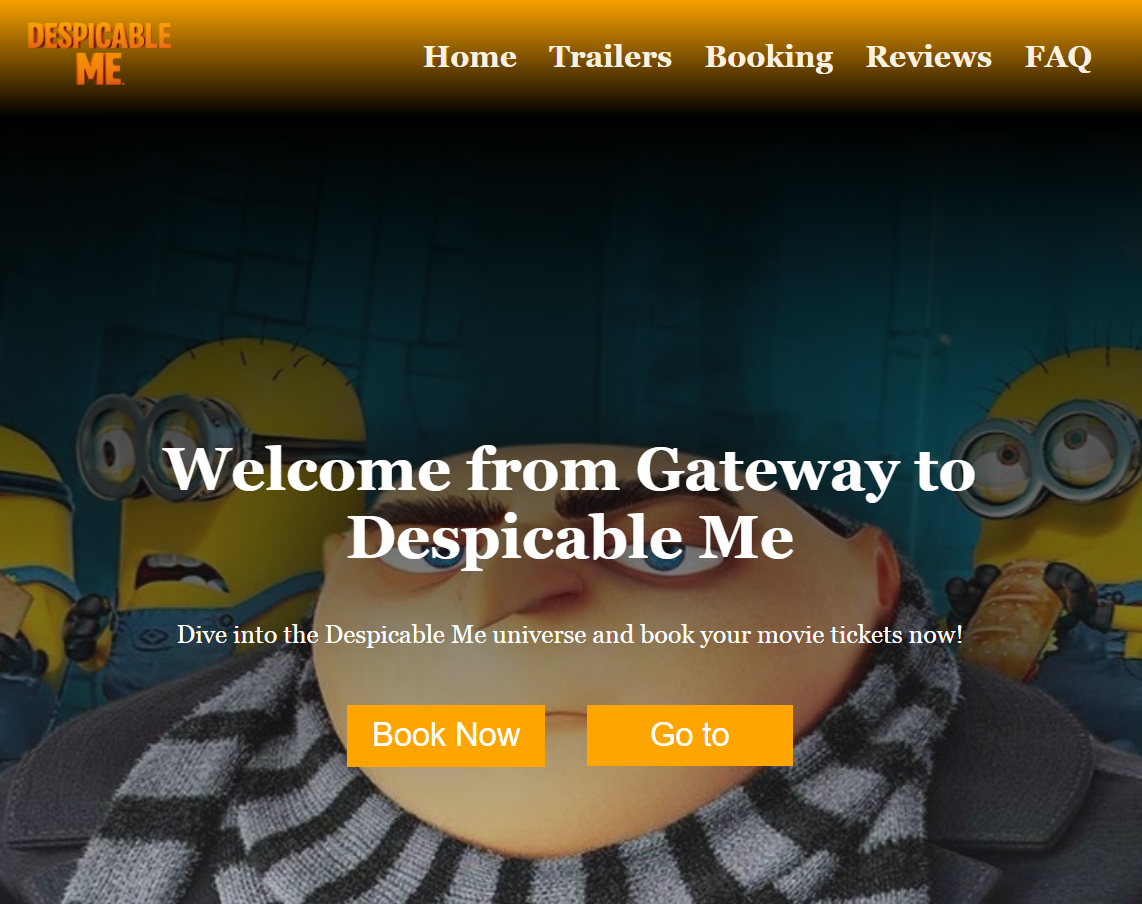 DESPICABLE
ME
Home Trailers Booking Reviews FAQ
Welcome from Gateway to
Despicable Me
Dive into the Despicable Me universe and book your movie tickets now!
Book Now Go to